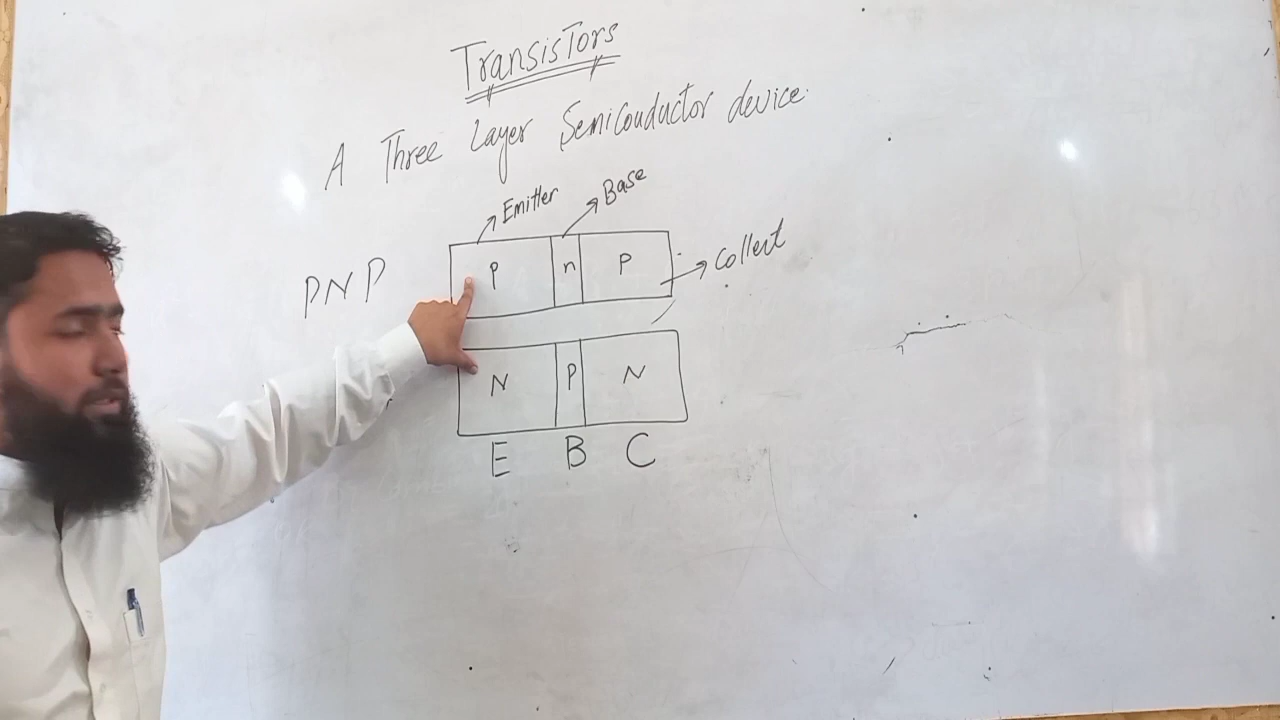 TransisTors
A Three Layer Semiconductor device.
Emitter
Base
PNP
P n P
Collect
N P N
E B C